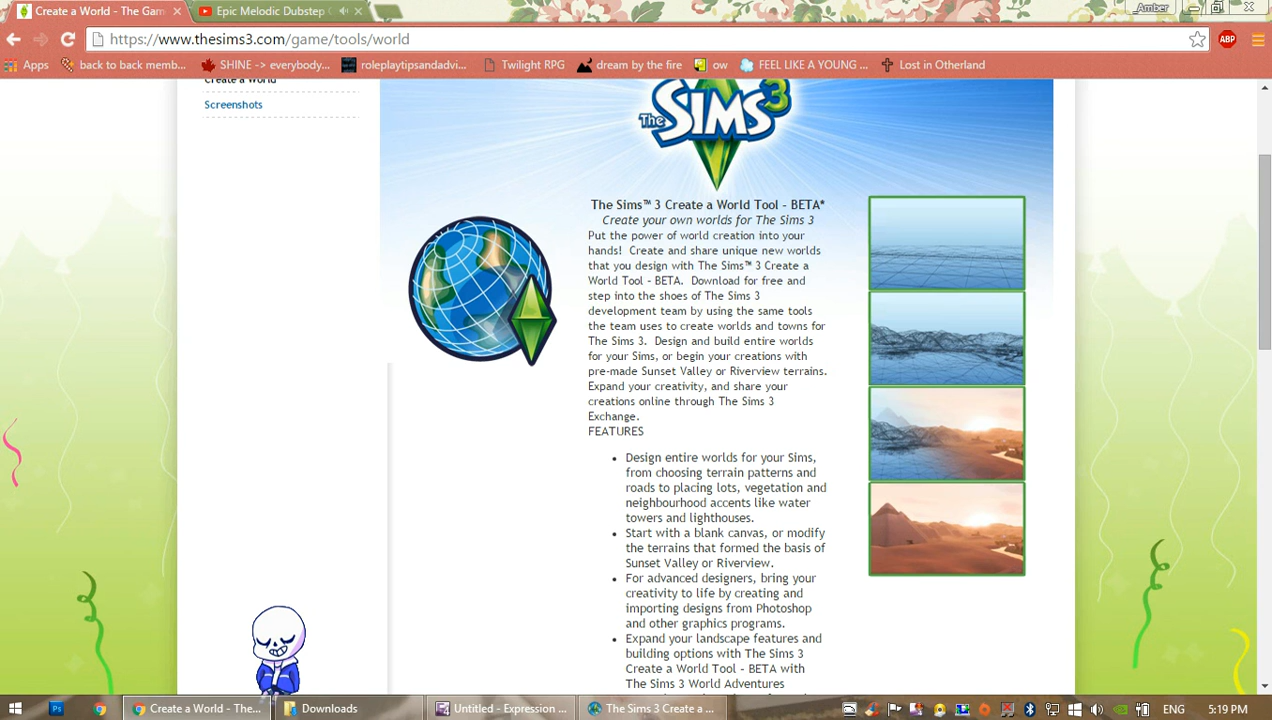 Create a World - The Gam
Epic Melodic Dubstep
_Amber
https://www.thesims3.com/game/tools/world
ABP
Apps
back to back memb...
SHINE -> everybody...
roleplaytipsandadvi...
Twilight RPG
dream by the fire
ow
FEEL LIKE A YOUNG ...
Lost in Otherland
Create a World
Screenshots
The SIMS 3
The Sims™ 3 Create a World Tool - BETA*
Create your own worlds for The Sims 3
Put the power of world creation into your
hands! Create and share unique new worlds
that you design with The Sims™ 3 Create a
World Tool - BETA. Download for free and
step into the shoes of The Sims 3
development team by using the same tools
the team uses to create worlds and towns for
The Sims 3. Design and build entire worlds
for your Sims, or begin your creations with
pre-made Sunset Valley or Riverview terrains.
Expand your creativity, and share your
creations online through The Sims 3
Exchange.
FEATURES
Design entire worlds for your Sims,
from choosing terrain patterns and
roads to placing lots, vegetation and
neighbourhood accents like water
towers and lighthouses.
Start with a blank canvas, or modify
the terrains that formed the basis of
Sunset Valley or Riverview.
For advanced designers, bring your
creativity to life by creating and
importing designs from Photoshop
and other graphics programs.
Expand your landscape features and
building options with The Sims 3
Create a World Tool - BETA with
The Sims 3 World Adventures
Ps
Create a World - The...
Downloads
Untitled - Expression ...
The Sims 3 Create a ...
ENG
5:19 PM